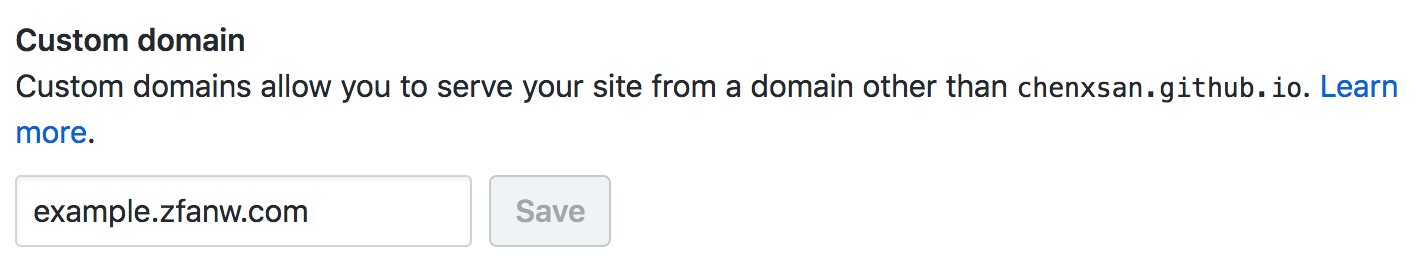 Custom domain
Custom domains allow you to serve your site from a domain other than chenxsan.github.io. Learn
more.
example.zfanw.com Save